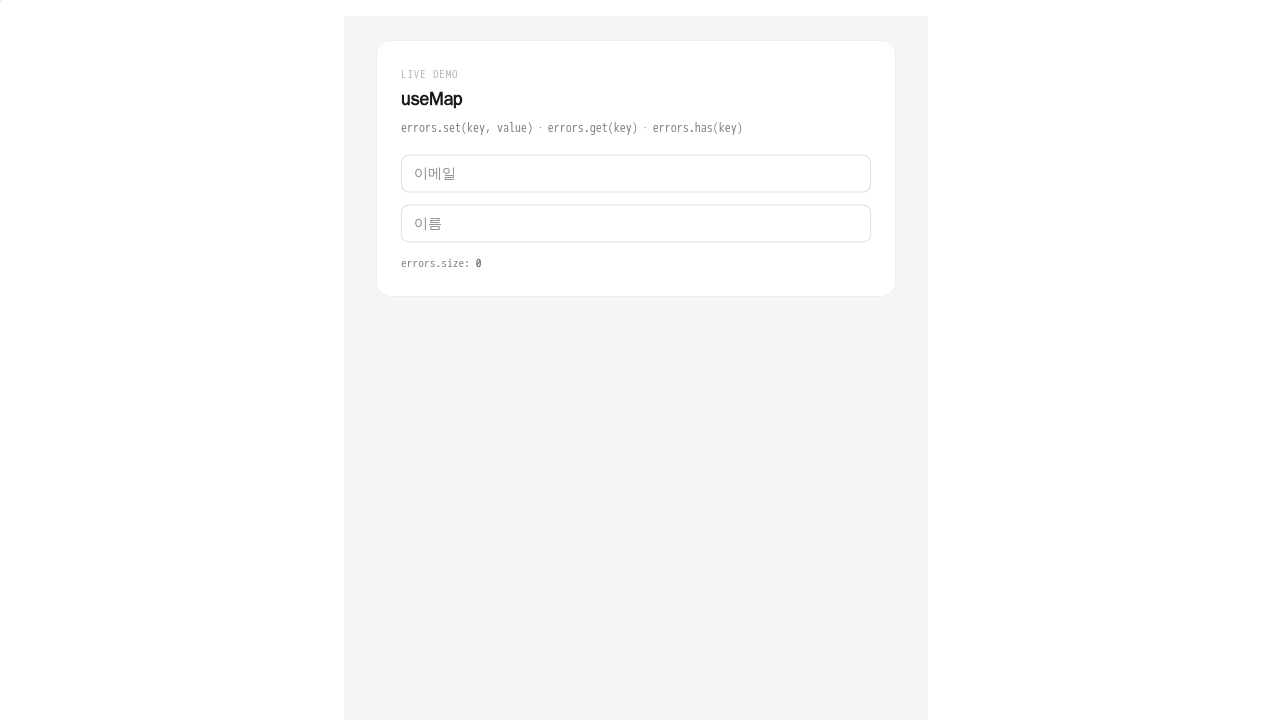 LIVE DEMO
useMap
errors.set(key, value) · errors.get(key) · errors.has(key)
이메일
이름
errors.size: 0